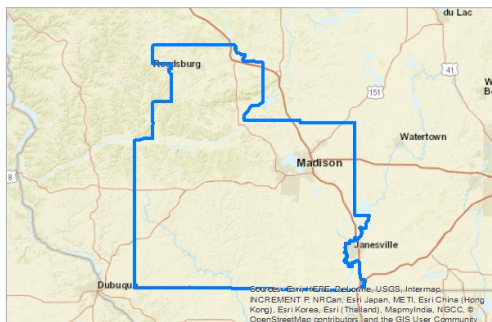 du Lac
Reedsburg
41
151
Watertown
Madison
8
Janesville
Dubuque
Sources: Esri, HERE, DeLorme, USGS, Intermap,
INCREMENT P, NRCan, Esri Japan, METI, Esri China (Hong
Kong), Esri Korea, Esri (Thailand), MapmyIndia, NGCC, ©
OpenStreetMap contributors, and the GIS User Community